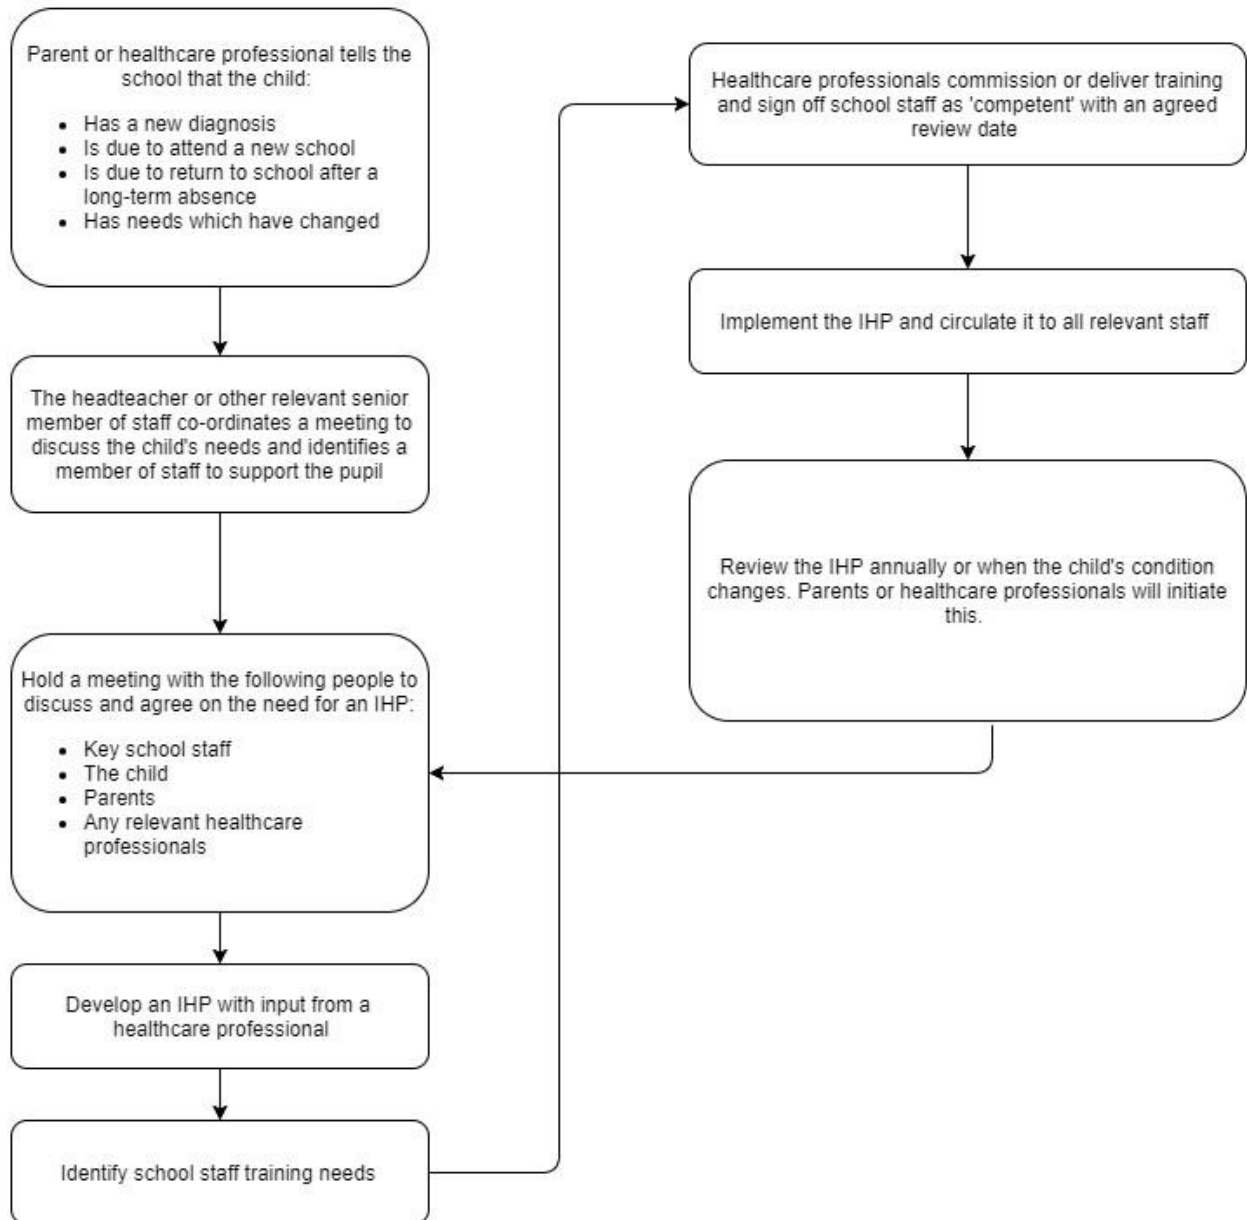 Parent or healthcare professional tells the
school that the child:
• Has a new diagnosis
• Is due to attend a new school
• Is due to return to school after a
long-term absence
• Has needs which have changed
The headteacher or other relevant senior
member of staff co-ordinates a meeting to
discuss the child's needs and identifies a
member of staff to support the pupil
Hold a meeting with the following people to
discuss and agree on the need for an IHP:
• Key school staff
• The child
• Parents
• Any relevant healthcare
professionals
Develop an IHP with input from a
healthcare professional
Identify school staff training needs
Healthcare professionals commission or deliver training
and sign off school staff as 'competent' with an agreed
review date
Implement the IHP and circulate it to all relevant staff
Review the IHP annually or when the child's condition
changes. Parents or healthcare professionals will initiate
this.